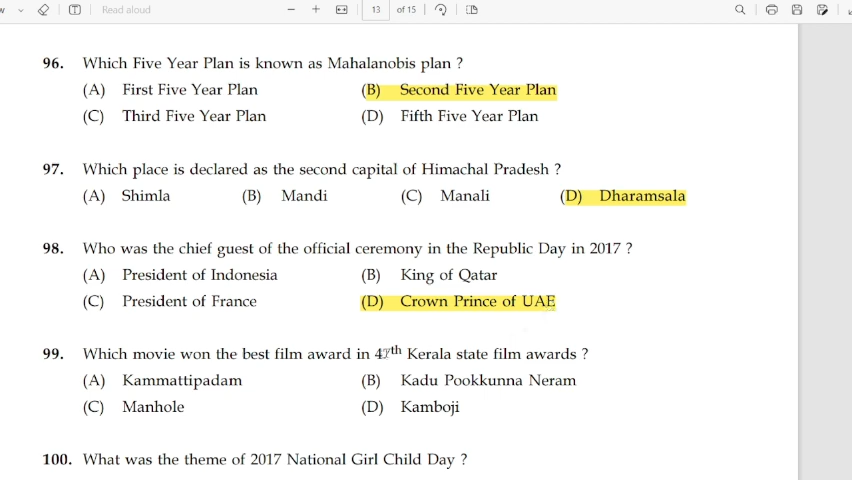 w Read aloud − + 13 of 15
96. Which Five Year Plan is known as Mahalanobis plan ?
(A) First Five Year Plan (B) Second Five Year Plan
(C) Third Five Year Plan (D) Fifth Five Year Plan
97. Which place is declared as the second capital of Himachal Pradesh ?
(A) Shimla (B) Mandi (C) Manali (D) Dharamsala
98. Who was the chief guest of the official ceremony in the Republic Day in 2017 ?
(A) President of Indonesia (B) King of Qatar
(C) President of France (D) Crown Prince of UAE
99. Which movie won the best film award in 47th Kerala state film awards ?
(A) Kammattipadam (B) Kadu Pookkunna Neram
(C) Manhole (D) Kamboji
100. What was the theme of 2017 National Girl Child Day ?